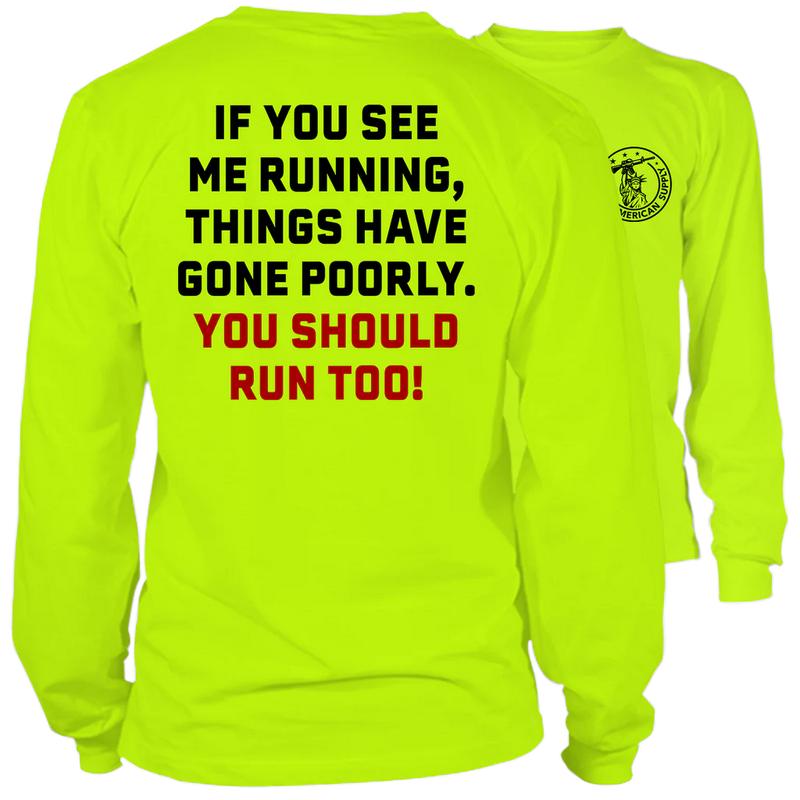 IF YOU SEE
ME RUNNING,
THINGS HAVE
GONE POORLY.
YOU SHOULD
RUN TOO!
AMERICAN SUPPLY